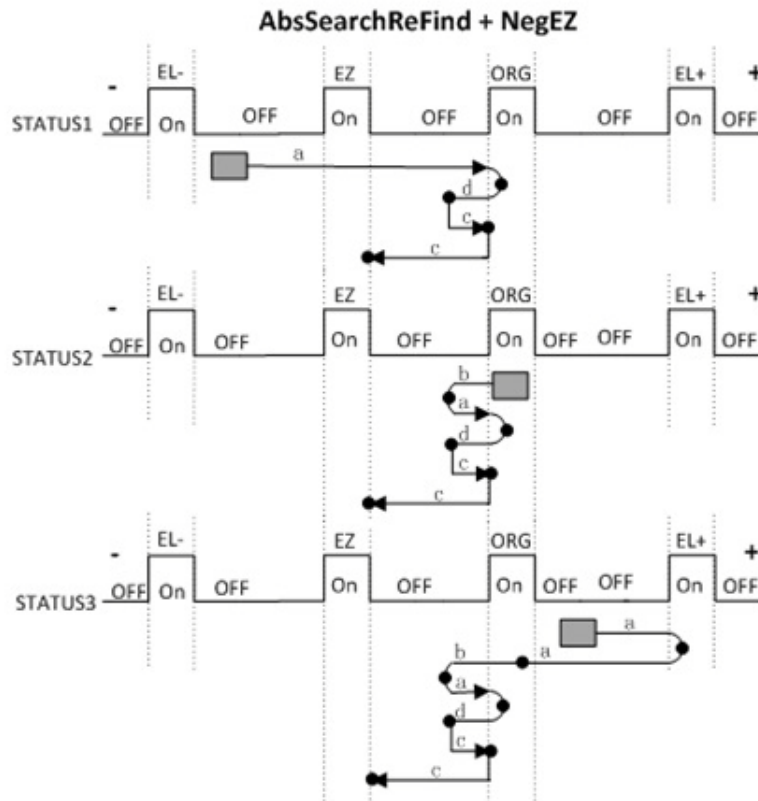 AbsSearchReFind + NegEZ
EL- EZ ORG EL+
- +
STATUS1 OFF On OFF On OFF On OFF On OFF
a
d
c
c
EL- EZ ORG EL+
- +
STATUS2 OFF On OFF On OFF On OFF OFF On OFF
b
a
d
c
c
EL- EZ ORG EL+
- +
STATUS3 OFF On OFF On OFF On OFF OFF On OFF
a
b a
a
d
c
c